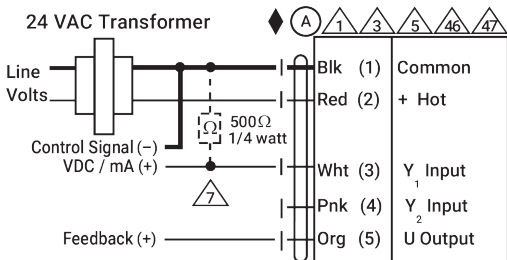 24 VAC Transformer
A 1 3 5 46 47
Line Volts
Blk (1) Common
Red (2) + Hot
Ω 500Ω
1/4 watt
Control Signal (−)
VDC / mA (+)
Wht (3) Y1 Input
7
Pnk (4) Y2 Input
Feedback (+)
Org (5) U Output